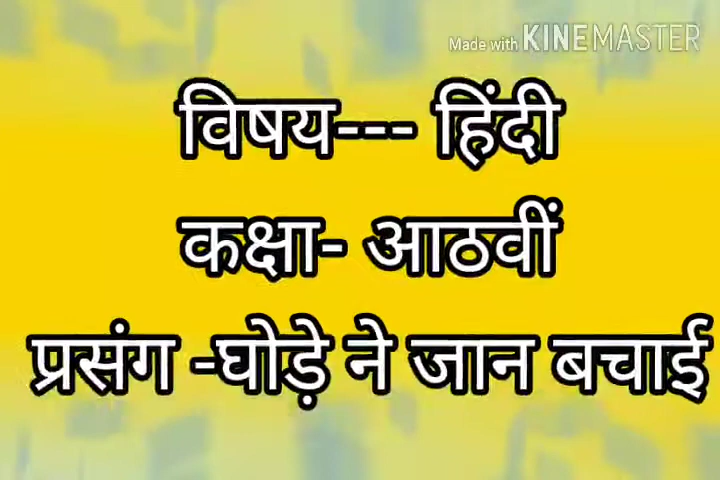 Made with KINEMASTER
विषय--- हिंदी
कक्षा- आठवीं
प्रसंग -घोड़े ने जान बचाई